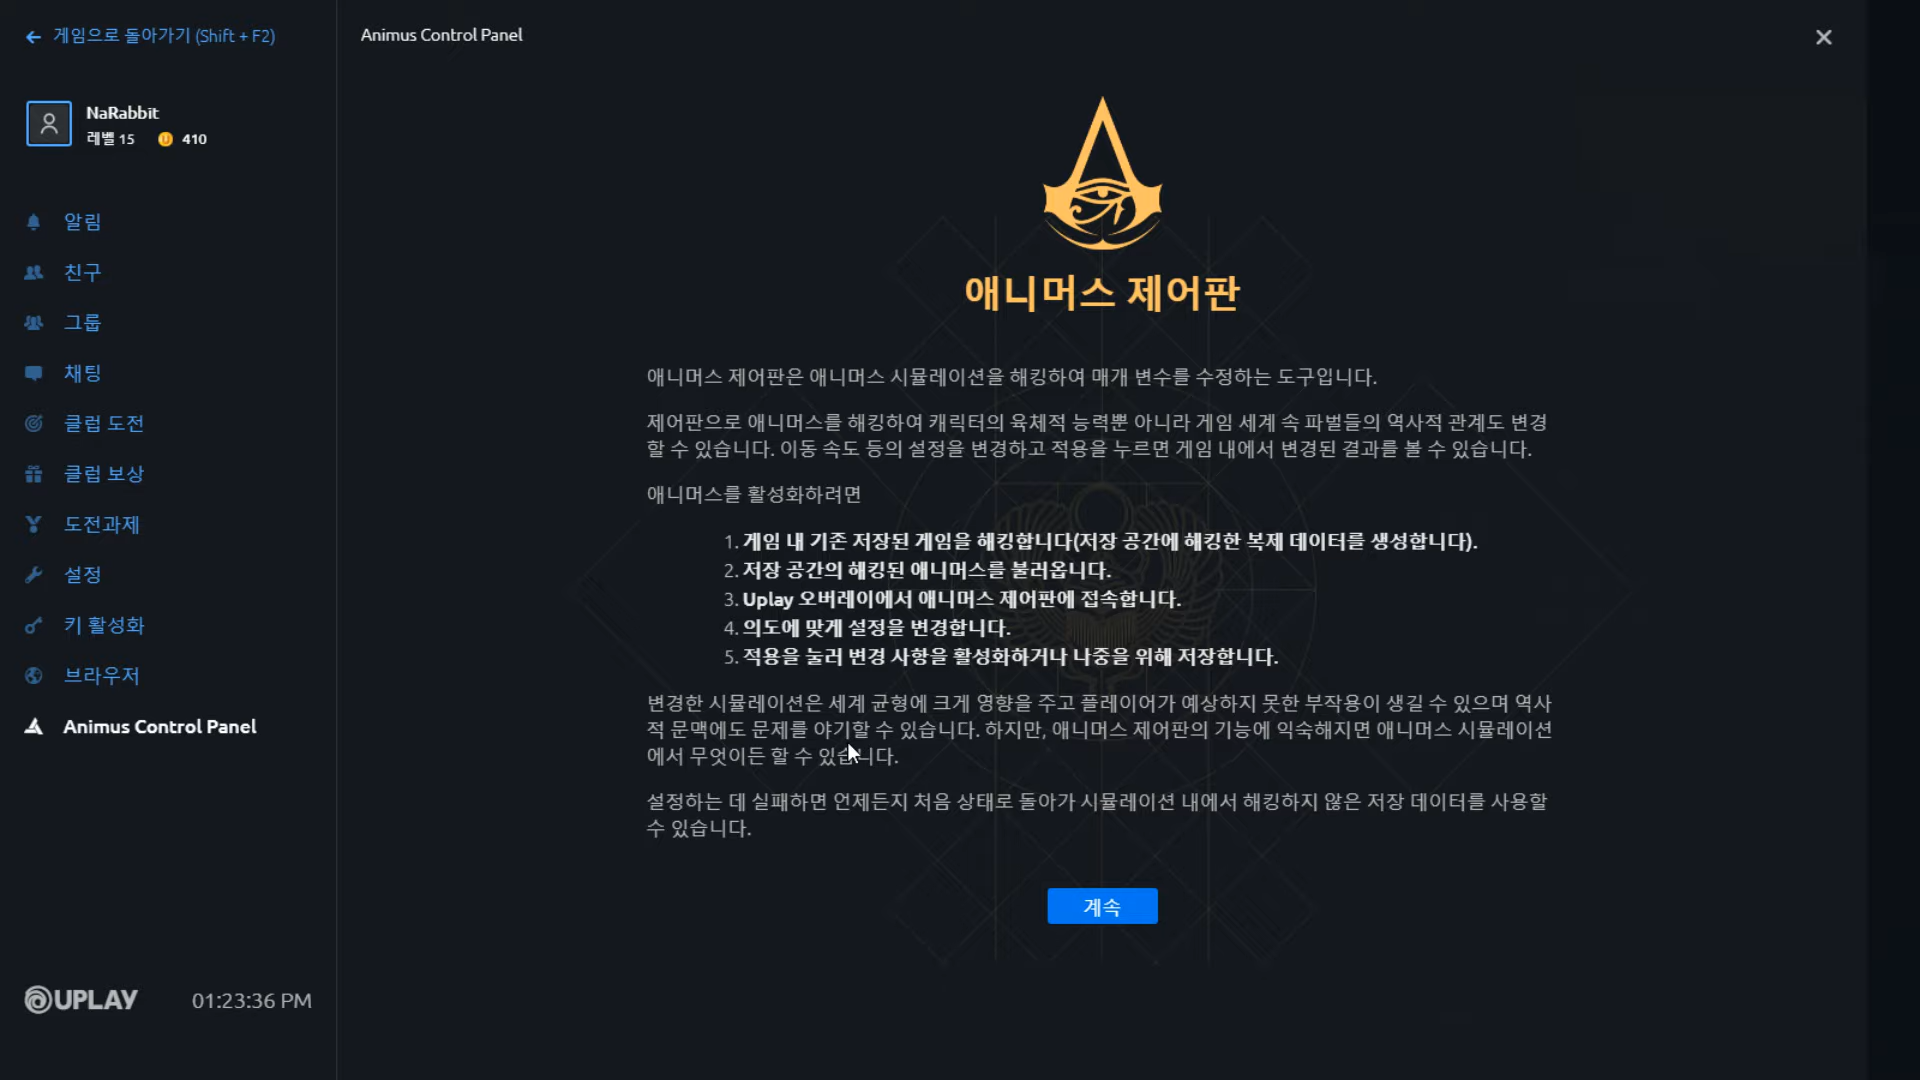 게임으로 돌아가기 (Shift + F2)
Animus Control Panel
NaRabbit
레벨 15 410
알림
친구
그룹
채팅
클럽 도전
클럽 보상
도전과제
설정
키 활성화
브라우저
Animus Control Panel
UPLAY 01:23:36 PM
애니머스 제어판
애니머스 제어판은 애니머스 시뮬레이션을 해킹하여 매개 변수를 수정하는 도구입니다.
제어판으로 애니머스를 해킹하여 캐릭터의 육체적 능력뿐 아니라 게임 세계 속 파벌들의 역사적 관계도 변경
할 수 있습니다. 이동 속도 등의 설정을 변경하고 적용을 누르면 게임 내에서 변경된 결과를 볼 수 있습니다.
애니머스를 활성화하려면
1. 게임 내 기존 저장된 게임을 해킹합니다(저장 공간에 해킹한 복제 데이터를 생성합니다).
2. 저장 공간의 해킹된 애니머스를 불러옵니다.
3. Uplay 오버레이에서 애니머스 제어판에 접속합니다.
4. 의도에 맞게 설정을 변경합니다.
5. 적용을 눌러 변경 사항을 활성화하거나 나중을 위해 저장합니다.
변경한 시뮬레이션은 세계 균형에 크게 영향을 주고 플레이어가 예상하지 못한 부작용이 생길 수 있으며 역사
적 문맥에도 문제를 야기할 수 있습니다. 하지만, 애니머스 제어판의 기능에 익숙해지면 애니머스 시뮬레이션
에서 무엇이든 할 수 있습니다.
설정하는 데 실패하면 언제든지 처음 상태로 돌아가 시뮬레이션 내에서 해킹하지 않은 저장 데이터를 사용할
수 있습니다.
계속